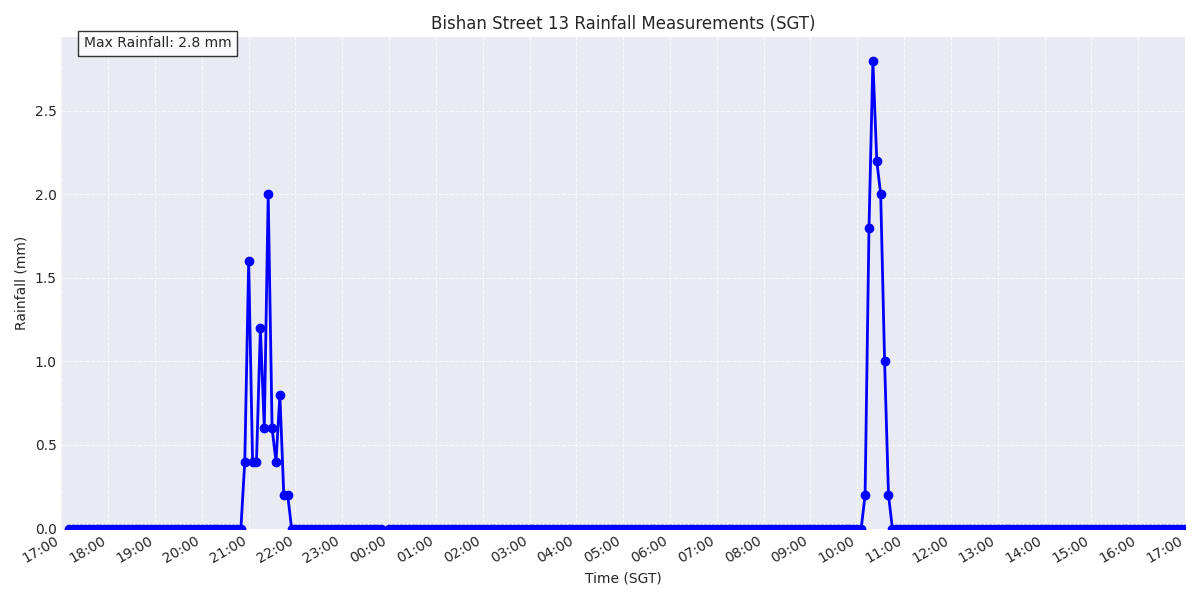 Bishan Street 13 Rainfall Measurements (SGT)
Max Rainfall: 2.8 mm
Rainfall (mm)
2.5
2.0
1.5
1.0
0.5
0.0
17:00 18:00 19:00 20:00 21:00 22:00 23:00 00:00 01:00 02:00 03:00 04:00 05:00 06:00 07:00 08:00 09:00 10:00 11:00 12:00 13:00 14:00 15:00 16:00 17:00
Time (SGT)